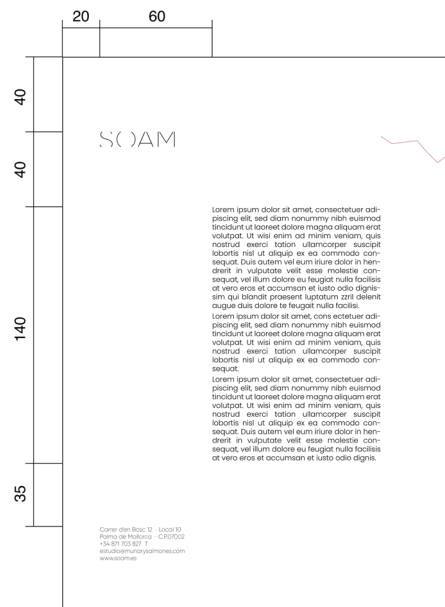 20 60
40
40
140
35
SOAM
Lorem ipsum dolor sit amet, consectetuer adi-
piscing elit, sed diam nonummy nibh euismod
tincidunt ut laoreet dolore magna aliquam erat
volutpat. Ut wisi enim ad minim veniam, quis
nostrud exerci tation ullamcorper suscipit
lobortis nisl ut aliquip ex ea commodo con-
sequat. Duis autem vel eum iriure dolor in hen-
drerit in vulputate velit esse molestie con-
sequat, vel illum dolore eu feugiat nulla facilisis
at vero eros et accumsan et iusto odio dignis-
sim qui blandit praesent luptatum zzril delenit
augue duis dolore te feugait nulla facilisi.
Lorem ipsum dolor sit amet, cons ectetuer adi-
piscing elit, sed diam nonummy nibh euismod
tincidunt ut laoreet dolore magna aliquam erat
volutpat. Ut wisi enim ad minim veniam, quis
nostrud exerci tation ullamcorper suscipit
lobortis nisl ut aliquip ex ea commodo con-
sequat.
Lorem ipsum dolor sit amet, consectetuer adi-
piscing elit, sed diam nonummy nibh euismod
tincidunt ut laoreet dolore magna aliquam erat
volutpat. Ut wisi enim ad minim veniam, quis
nostrud exerci tation ullamcorper suscipit
lobortis nisl ut aliquip ex ea commodo con-
sequat. Duis autem vel eum iriure dolor in hen-
drerit in vulputate velit esse molestie con-
sequat, vel illum dolore eu feugiat nulla facilisis
at vero eros et accumsan et iusto odio dignis.
Carrer d'en Bosc 12 · Local 10
Palma de Mallorca · C.P.07002
+34 871 703 827 T
estudio@munarysalmones.com
www.soam.es